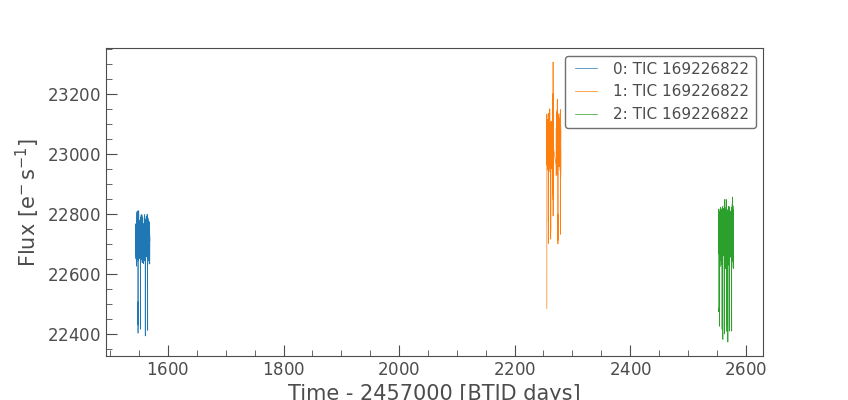 23200
23000
22800
22600
22400
Flux [e⁻ s⁻¹]
0: TIC 169226822
1: TIC 169226822
2: TIC 169226822
1600 1800 2000 2200 2400 2600
Time - 2457000 [BTJD days]